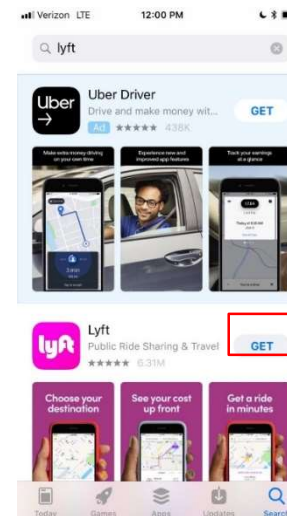 Verizon LTE 12:00 PM
lyft
Uber
Uber Driver
Drive and make money wit...
Ad 436K
GET
Make extra money driving
on your own time
Experience new and
improved app features
Track your earnings
at a glance
lyft
Lyft
Public Ride Sharing & Travel
6.31M
GET
Choose your
destination
See your cost
up front
Get a ride
in minutes
Today Games Apps Updates Search